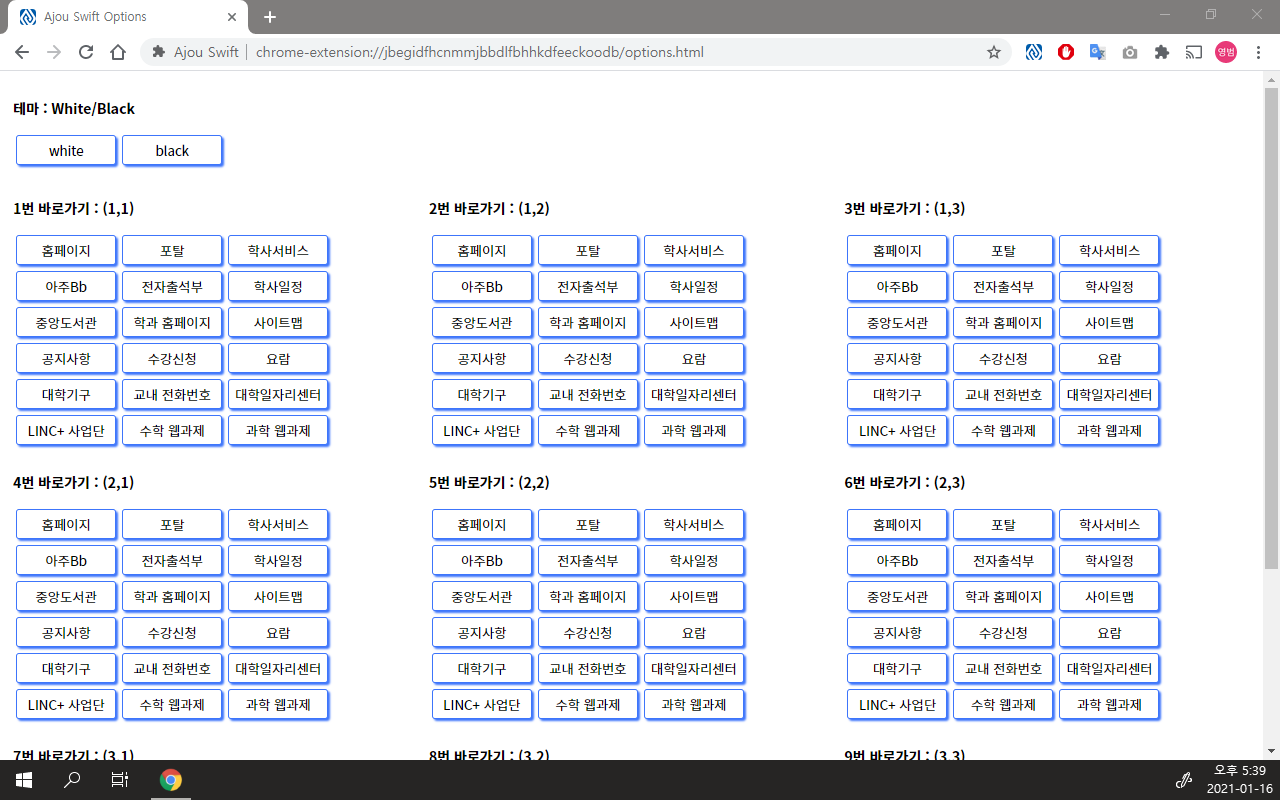 Ajou Swift Options
Ajou Swift | chrome-extension://jbegidfhcnmmjbbdlfbhhkdfeeckoodb/options.html
영범
테마 : White/Black
white black
1번 바로가기 : (1,1) 2번 바로가기 : (1,2) 3번 바로가기 : (1,3)
홈페이지 포탈 학사서비스 홈페이지 포탈 학사서비스 홈페이지 포탈 학사서비스
아주Bb 전자출석부 학사일정 아주Bb 전자출석부 학사일정 아주Bb 전자출석부 학사일정
중앙도서관 학과 홈페이지 사이트맵 중앙도서관 학과 홈페이지 사이트맵 중앙도서관 학과 홈페이지 사이트맵
공지사항 수강신청 요람 공지사항 수강신청 요람 공지사항 수강신청 요람
대학기구 교내 전화번호 대학일자리센터 대학기구 교내 전화번호 대학일자리센터 대학기구 교내 전화번호 대학일자리센터
LINC+ 사업단 수학 웹과제 과학 웹과제 LINC+ 사업단 수학 웹과제 과학 웹과제 LINC+ 사업단 수학 웹과제 과학 웹과제
4번 바로가기 : (2,1) 5번 바로가기 : (2,2) 6번 바로가기 : (2,3)
홈페이지 포탈 학사서비스 홈페이지 포탈 학사서비스 홈페이지 포탈 학사서비스
아주Bb 전자출석부 학사일정 아주Bb 전자출석부 학사일정 아주Bb 전자출석부 학사일정
중앙도서관 학과 홈페이지 사이트맵 중앙도서관 학과 홈페이지 사이트맵 중앙도서관 학과 홈페이지 사이트맵
공지사항 수강신청 요람 공지사항 수강신청 요람 공지사항 수강신청 요람
대학기구 교내 전화번호 대학일자리센터 대학기구 교내 전화번호 대학일자리센터 대학기구 교내 전화번호 대학일자리센터
LINC+ 사업단 수학 웹과제 과학 웹과제 LINC+ 사업단 수학 웹과제 과학 웹과제 LINC+ 사업단 수학 웹과제 과학 웹과제
7번 바로가기 : (3,1) 8번 바로가기 : (3,2) 9번 바로가기 : (3,3)
오후 5:39
2021-01-16